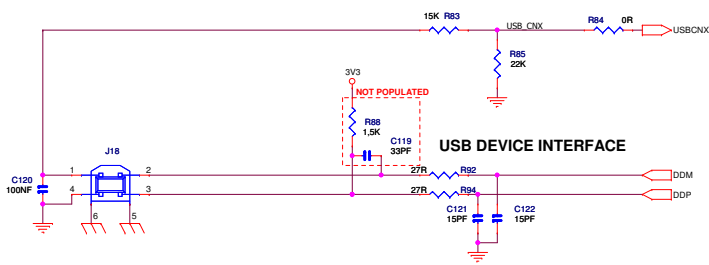 15K R83
USB_CNX
R84 0R
USBCNX
R85
22K
3V3
NOT POPULATED
R88
1,5K
C119
33PF
USB DEVICE INTERFACE
J18
1
2
C120
100NF
4
3
27R R92
DDM
27R R94
DDP
C121
15PF
C122
15PF
6
5